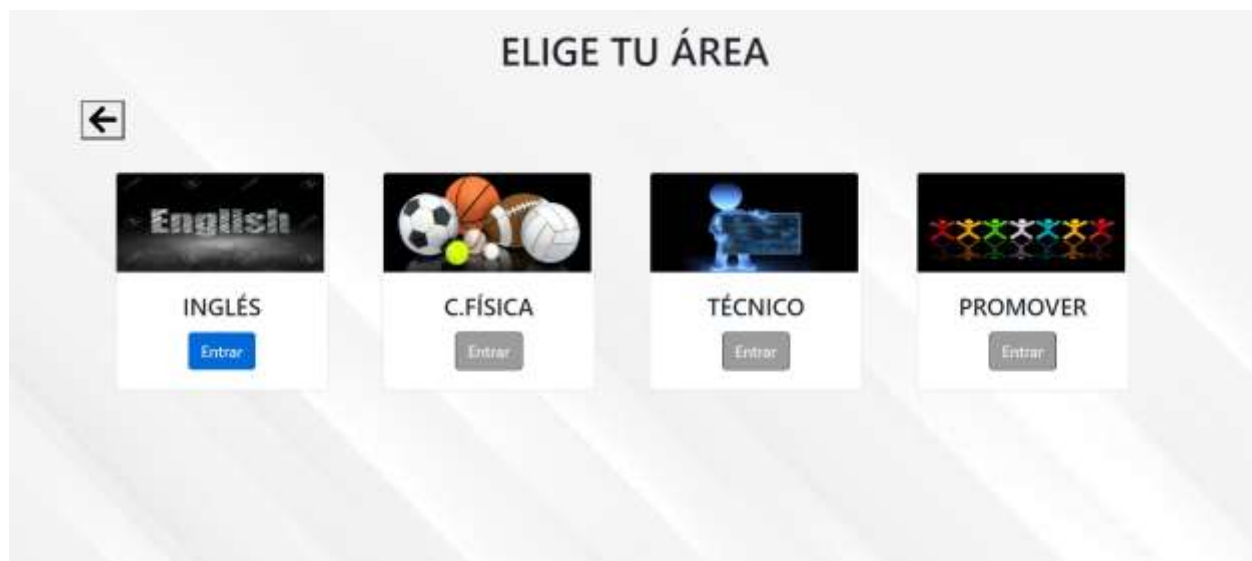 ELIGE TU ÁREA
English
INGLÉS
Entrar
C.FÍSICA
Entrar
TÉCNICO
Entrar
PROMOVER
Entrar